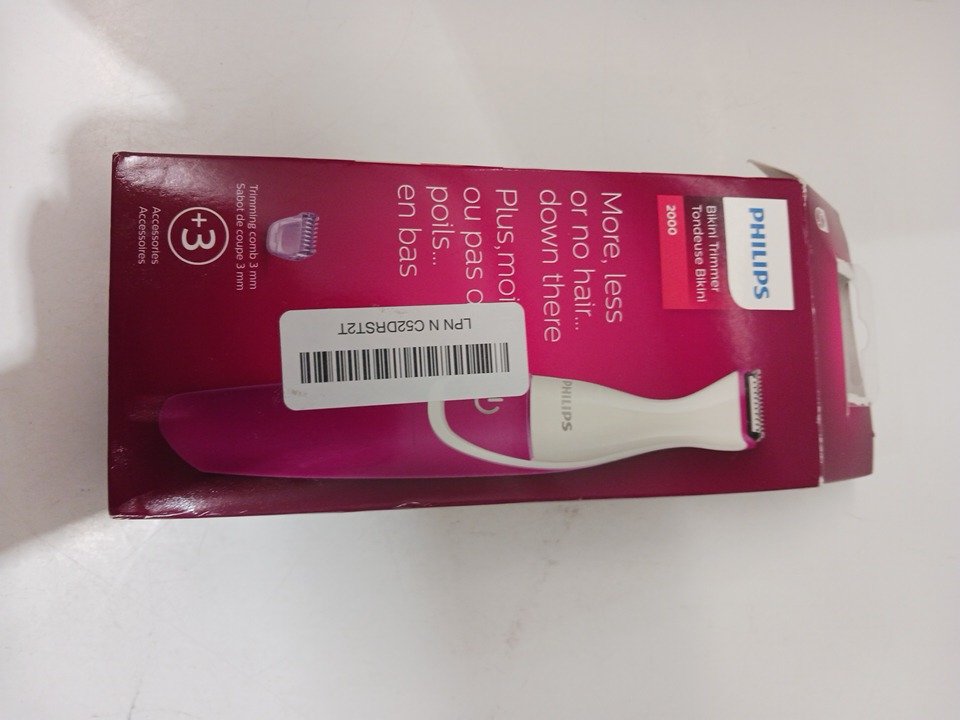 PHILIPS
Bikini Trimmer
Tondeuse Bikini
2000
More, less
or no hair...
down there
Plus,
ou pas
poils...
en bas
PHILIPS
LPN N C52DRST2T
Trimming comb 3 mm
Sabot de coupe 3 mm
+3
Accessories
Accessoires